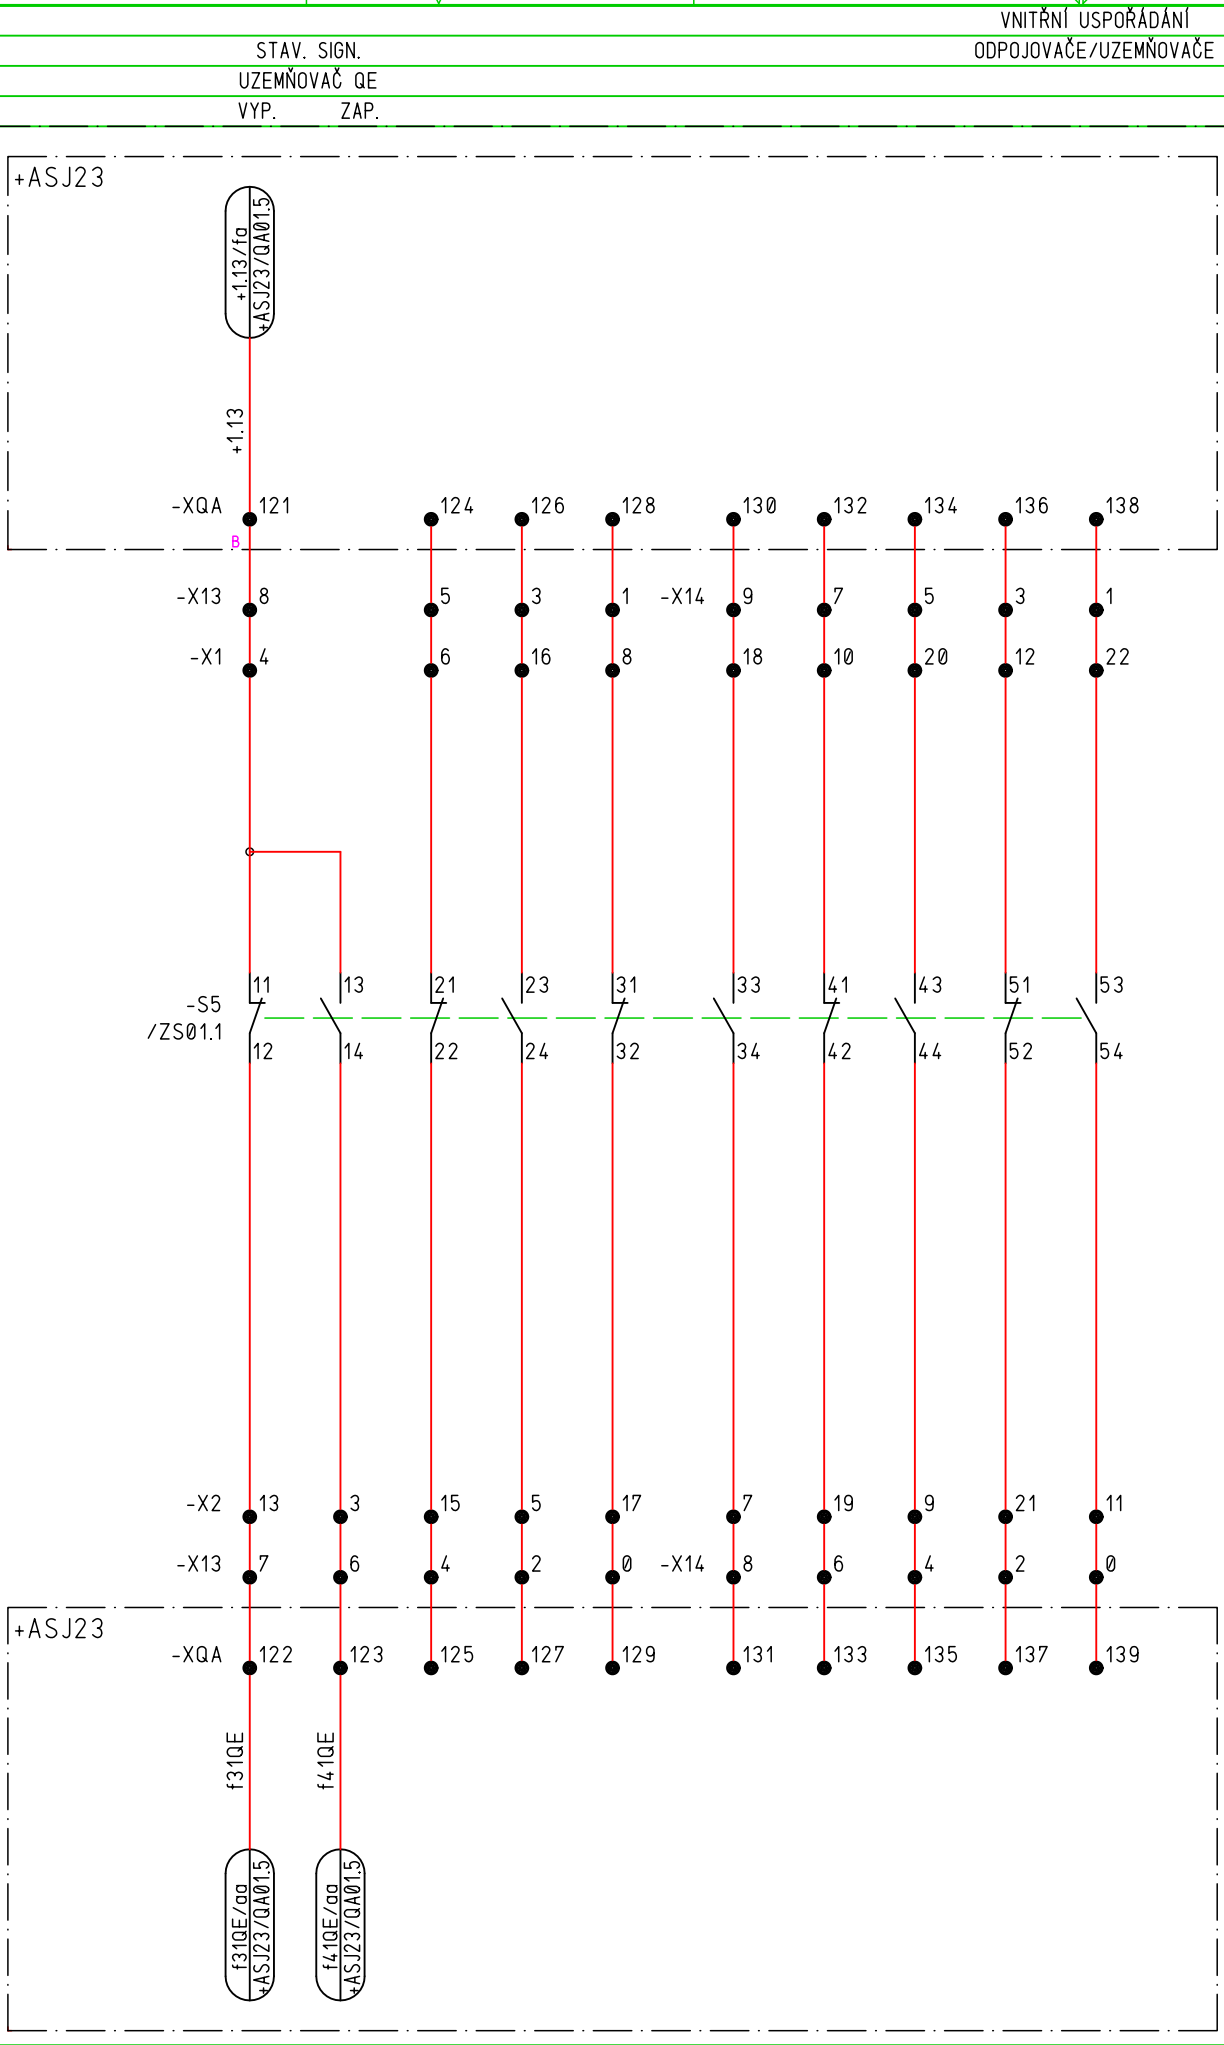 VNITŘNÍ USPOŘÁDÁNÍ
STAV. SIGN. ODPOJOVAČE/UZEMŇOVAČE
UZEMŇOVAČ QE
VYP. ZAP.
+ASJ23
+1.13/fa
+ASJ23/QA01.5
+1.13
-XQA 121 124 126 128 130 132 134 136 138
B
-X13 8 5 3 1 -X14 9 7 5 3 1
-X1 4 6 16 8 18 10 20 12 22
11 13 21 23 31 33 41 43 51 53
-S5
/ZS01.1
12 14 22 24 32 34 42 44 52 54
-X2 13 3 15 5 17 7 19 9 21 11
-X13 7 6 4 2 0 -X14 8 6 4 2 0
+ASJ23
-XQA 122 123 125 127 129 131 133 135 137 139
f31QE
f41QE
f31QE/aa
+ASJ23/QA01.5
f41QE/aa
+ASJ23/QA01.5